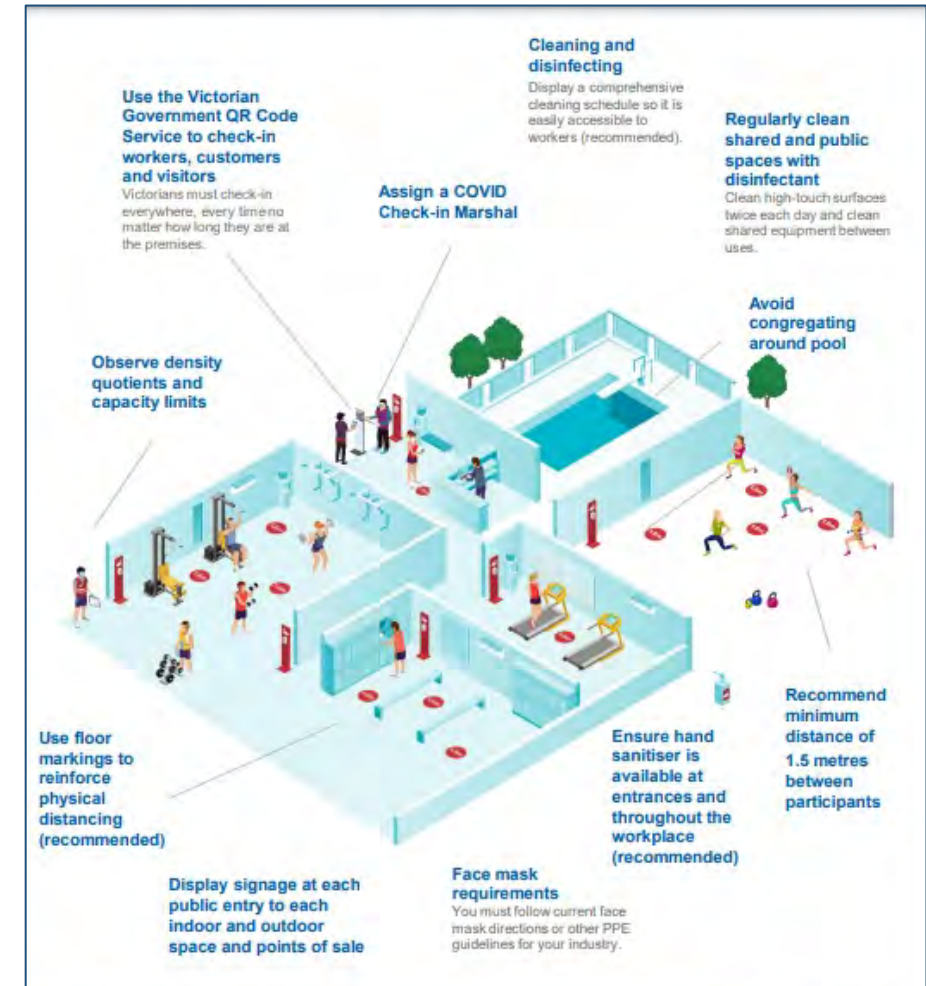 Cleaning and
disinfecting
Display a comprehensive
cleaning schedule so it is
easily accessible to
workers (recommended).
Use the Victorian
Government QR Code
Service to check-in
workers, customers
and visitors
Victorians must check-in
everywhere, every time no
matter how long they are at
the premises.
Assign a COVID
Check-in Marshal
Regularly clean
shared and public
spaces with
disinfectant
Clean high-touch surfaces
twice each day and clean
shared equipment between
uses.
Avoid
congregating
around pool
Observe density
quotients and
capacity limits
Use floor
markings to
reinforce
physical
distancing
(recommended)
Ensure hand
sanitiser is
available at
entrances and
throughout the
workplace
(recommended)
Recommend
minimum
distance of
1.5 metres
between
participants
Display signage at each
public entry to each
indoor and outdoor
space and points of sale
Face mask
requirements
You must follow current face
mask directions or other PPE
guidelines for your industry.